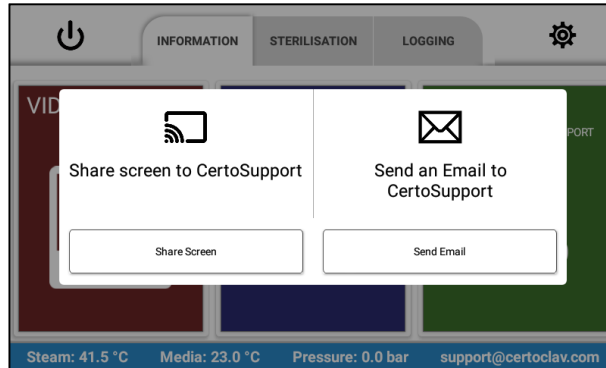 INFORMATION
STERILISATION
LOGGING
VID
PORT
Share screen to CertoSupport
Send an Email to
CertoSupport
Share Screen
Send Email
Steam: 41.5 °C
Media: 23.0 °C
Pressure: 0.0 bar
support@certoclav.com